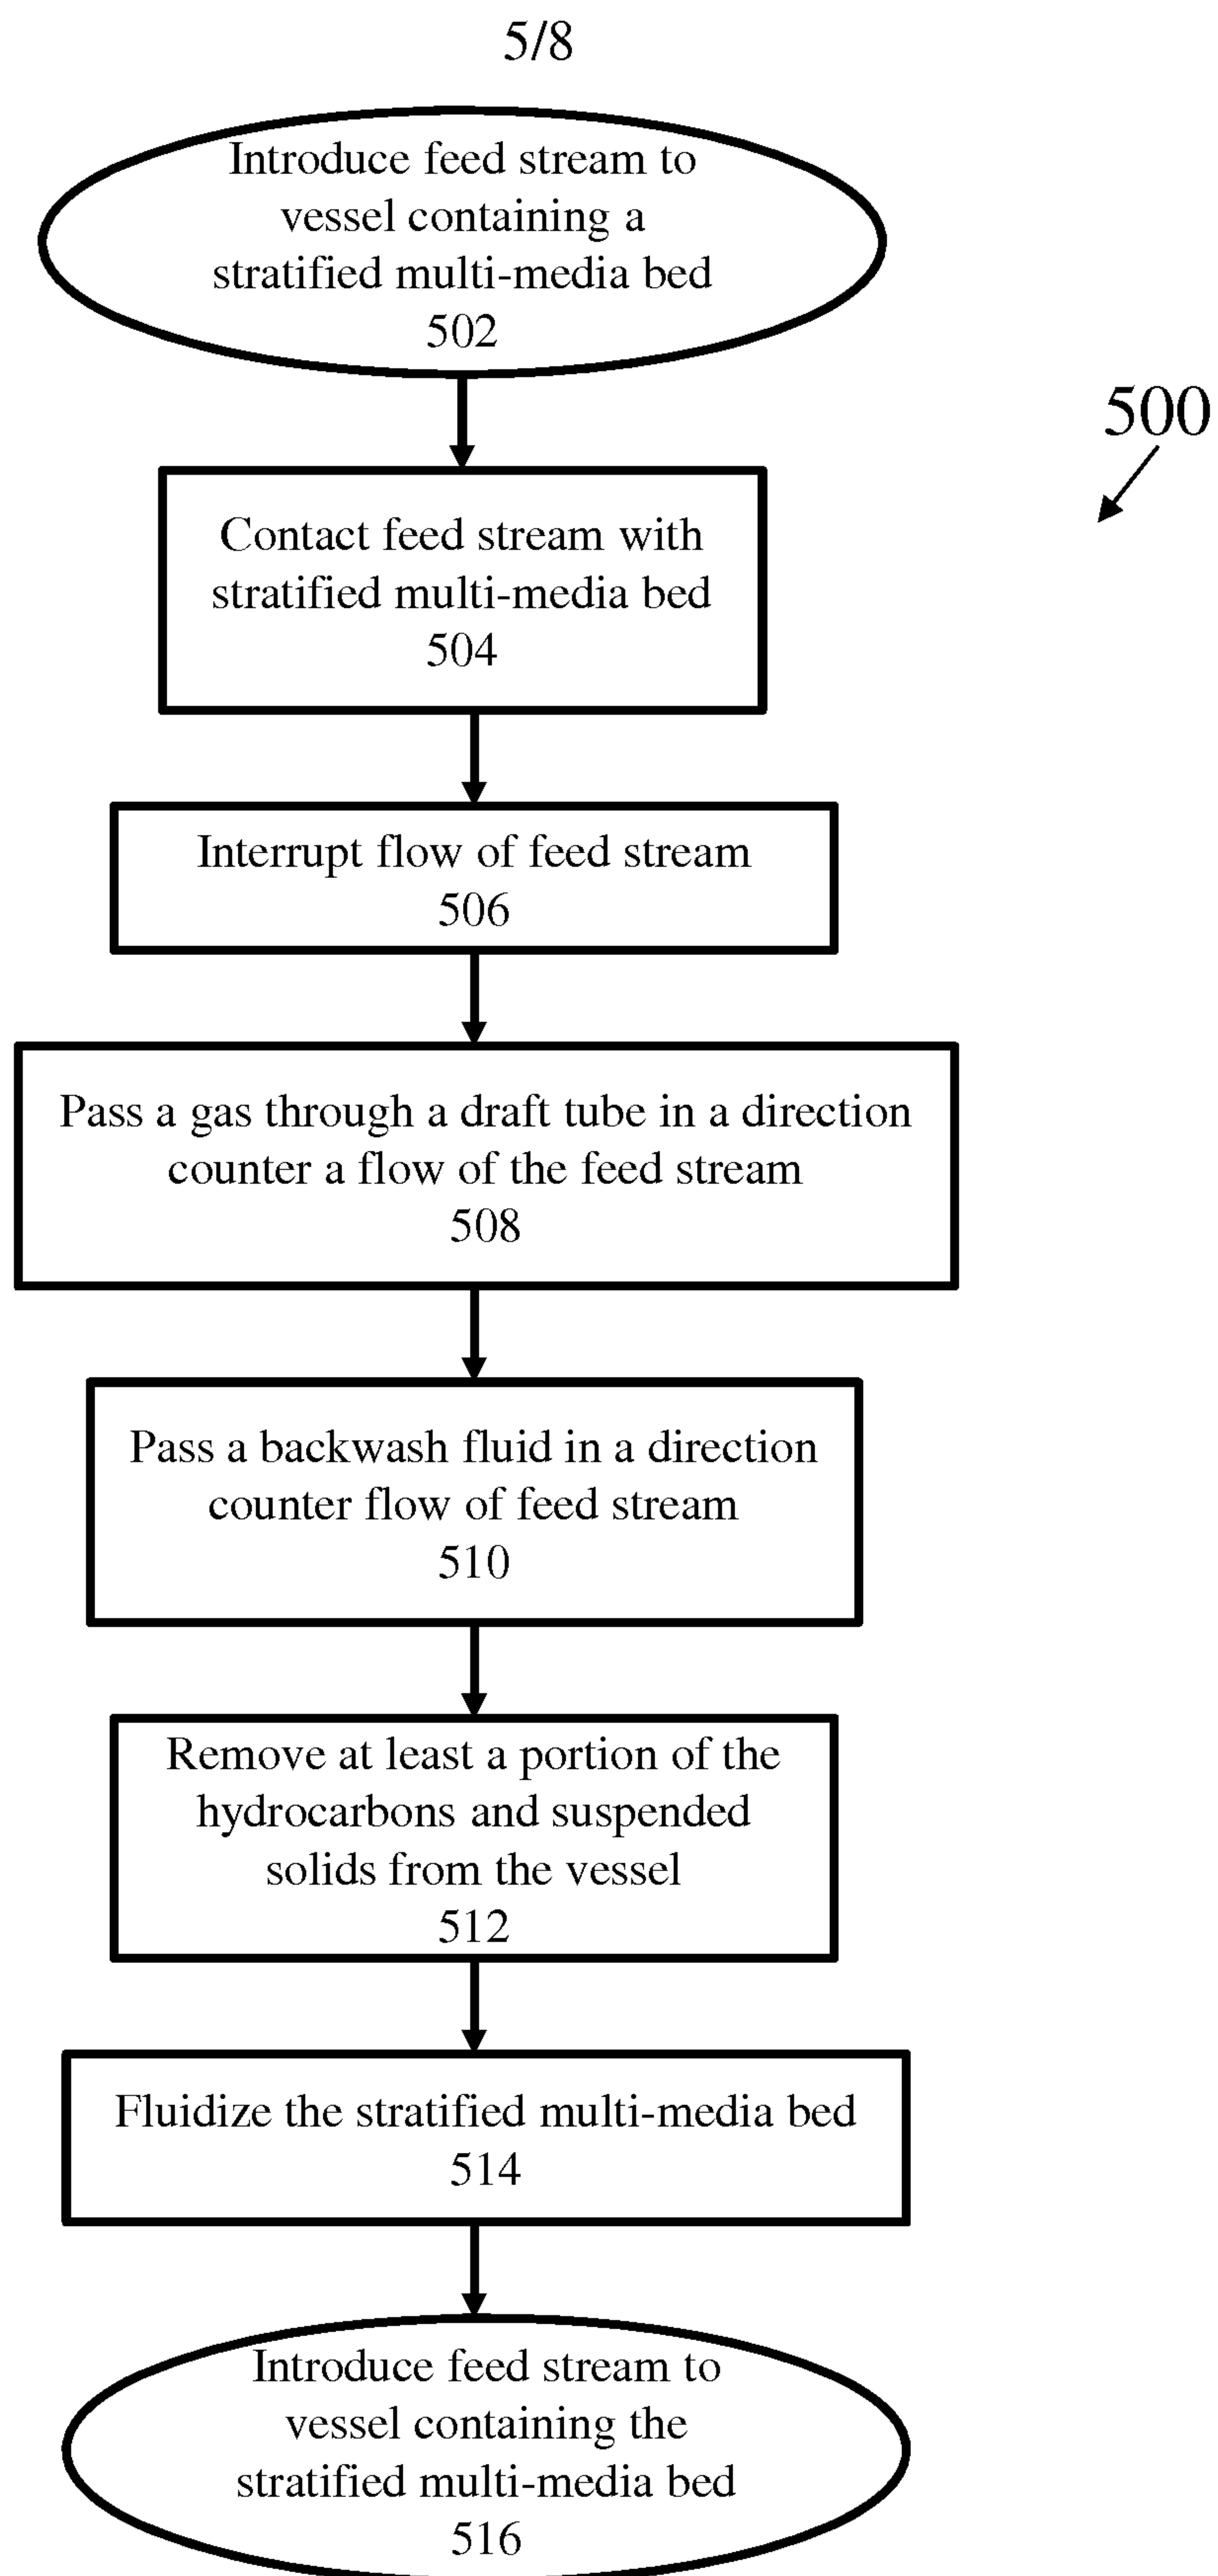 5/8
Introduce feed stream to
vessel containing a
stratified multi-media bed
502
500
Contact feed stream with
stratified multi-media bed
504
Interrupt flow of feed stream
506
Pass a gas through a draft tube in a direction
counter a flow of the feed stream
508
Pass a backwash fluid in a direction
counter flow of feed stream
510
Remove at least a portion of the
hydrocarbons and suspended
solids from the vessel
512
Fluidize the stratified multi-media bed
514
Introduce feed stream to
vessel containing the
stratified multi-media bed
516